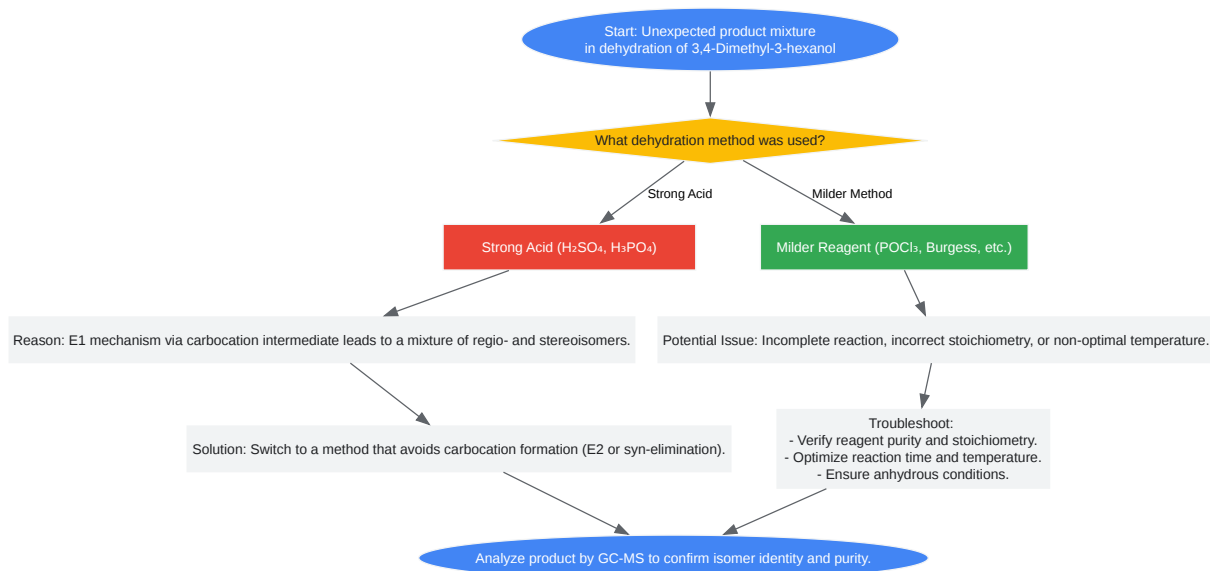 Start: Unexpected product mixture
in dehydration of 3,4-Dimethyl-3-hexanol
What dehydration method was used?
Strong Acid
Milder Method
Strong Acid (H₂SO₄, H₃PO₄)
Milder Reagent (POCl₃, Burgess, etc.)
Reason: E1 mechanism via carbocation intermediate leads to a mixture of regio- and stereoisomers.
Potential Issue: Incomplete reaction, incorrect stoichiometry, or non-optimal temperature.
Solution: Switch to a method that avoids carbocation formation (E2 or syn-elimination).
Troubleshoot:
- Verify reagent purity and stoichiometry.
- Optimize reaction time and temperature.
- Ensure anhydrous conditions.
Analyze product by GC-MS to confirm isomer identity and purity.